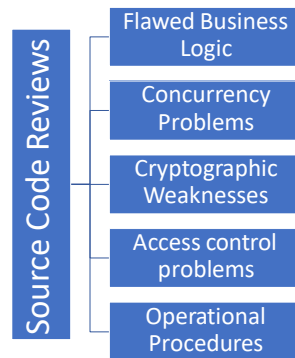 Source Code Reviews
Flawed Business
Logic
Concurrency
Problems
Cryptographic
Weaknesses
Access control
problems
Operational
Procedures